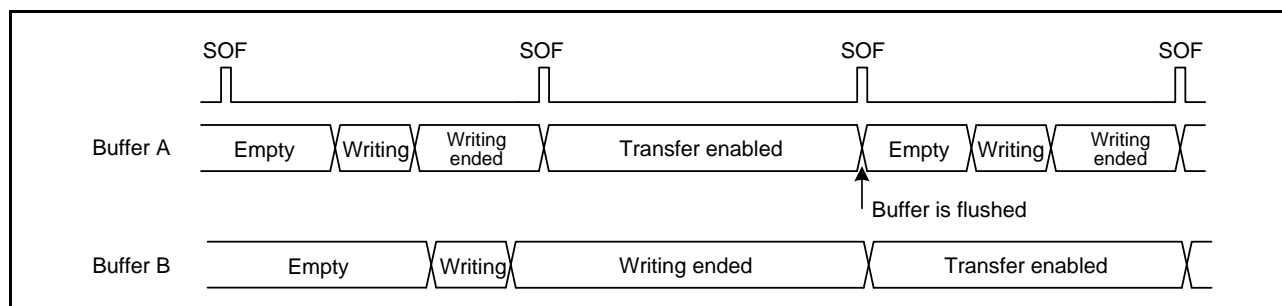 SOF SOF SOF SOF
Buffer A Empty Writing Writing ended Transfer enabled Empty Writing Writing ended
Buffer is flushed
Buffer B Empty Writing Writing ended Transfer enabled